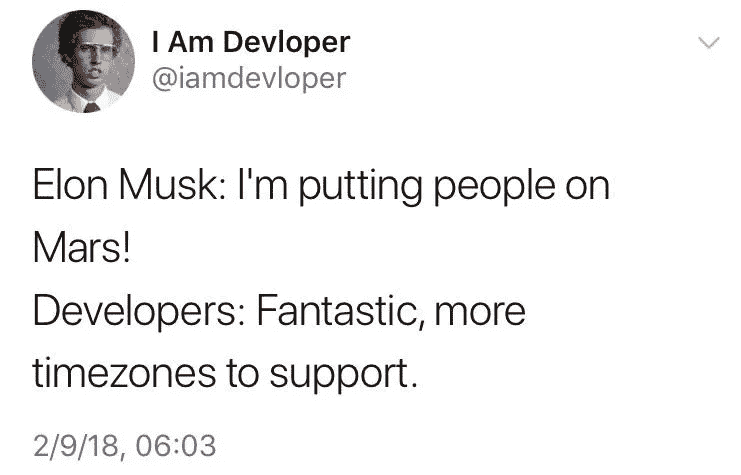 I Am Devloper
@iamdevloper
Elon Musk: I'm putting people on
Mars!
Developers: Fantastic, more
timezones to support.
2/9/18, 06:03